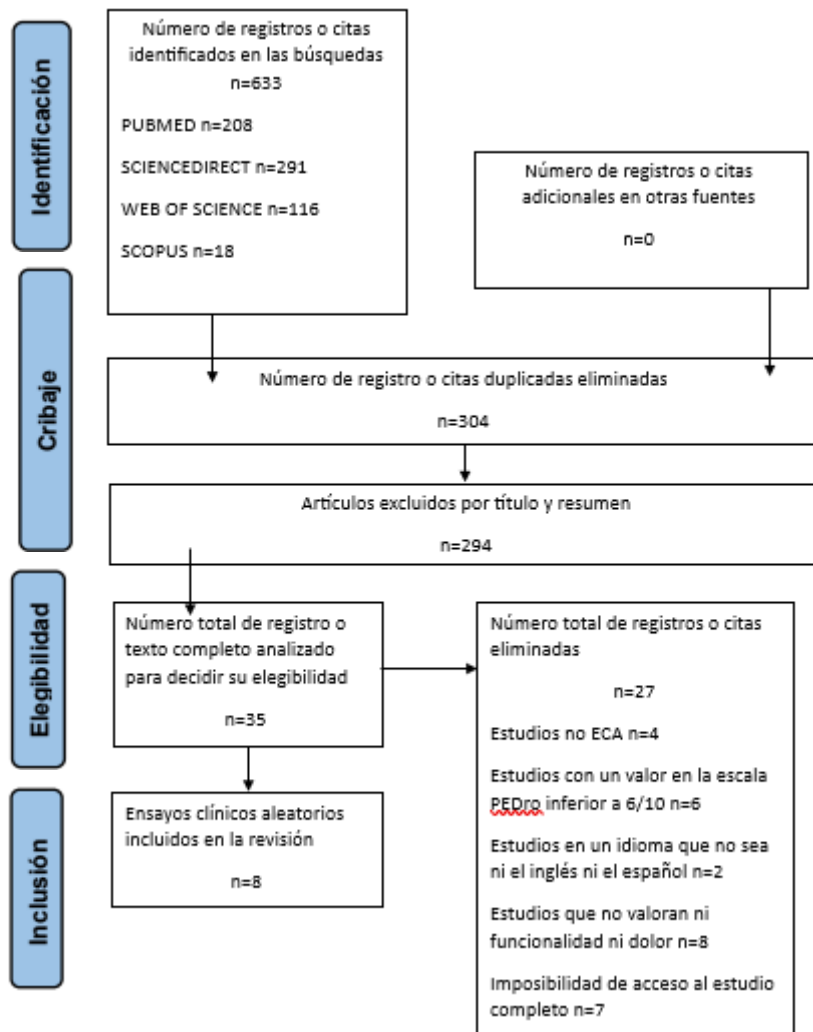 Identificación
Número de registros o citas
identificados en las búsquedas
n=633
PUBMED n=208
SCIENCEDIRECT n=291
WEB OF SCIENCE n=116
SCOPUS n=18
Número de registros o citas
adicionales en otras fuentes
n=0
Cribaje
Número de registro o citas duplicadas eliminadas
n=304
Artículos excluidos por título y resumen
n=294
Elegibilidad
Número total de registro o
texto completo analizado
para decidir su elegibilidad
n=35
Número total de registros o citas
eliminadas
n=27
Estudios no ECA n=4
Estudios con un valor en la escala
PEDro inferior a 6/10 n=6
Estudios en un idioma que no sea
ni el inglés ni el español n=2
Estudios que no valoran ni
funcionalidad ni dolor n=8
Imposibilidad de acceso al estudio
completo n=7
Inclusión
Ensayos clínicos aleatorios
incluidos en la revisión
n=8